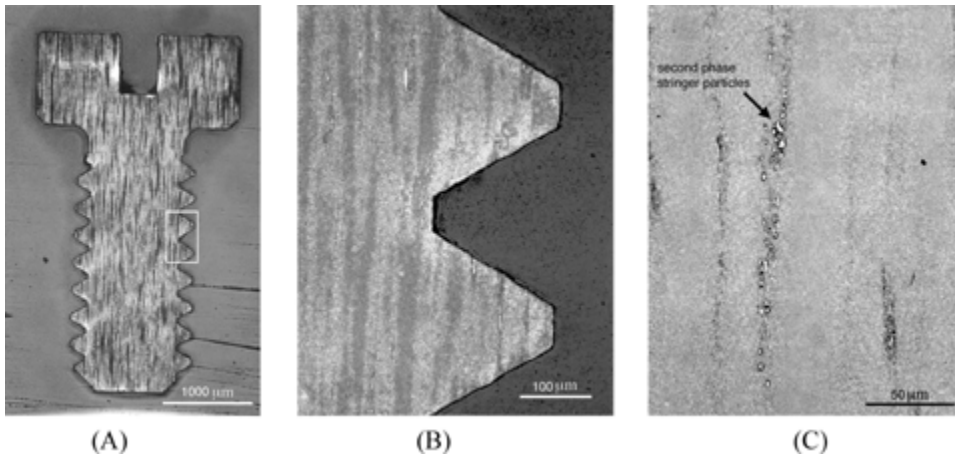 second phase
stringer particles
1000 μm
100 μm
50 μm
(A)
(B)
(C)